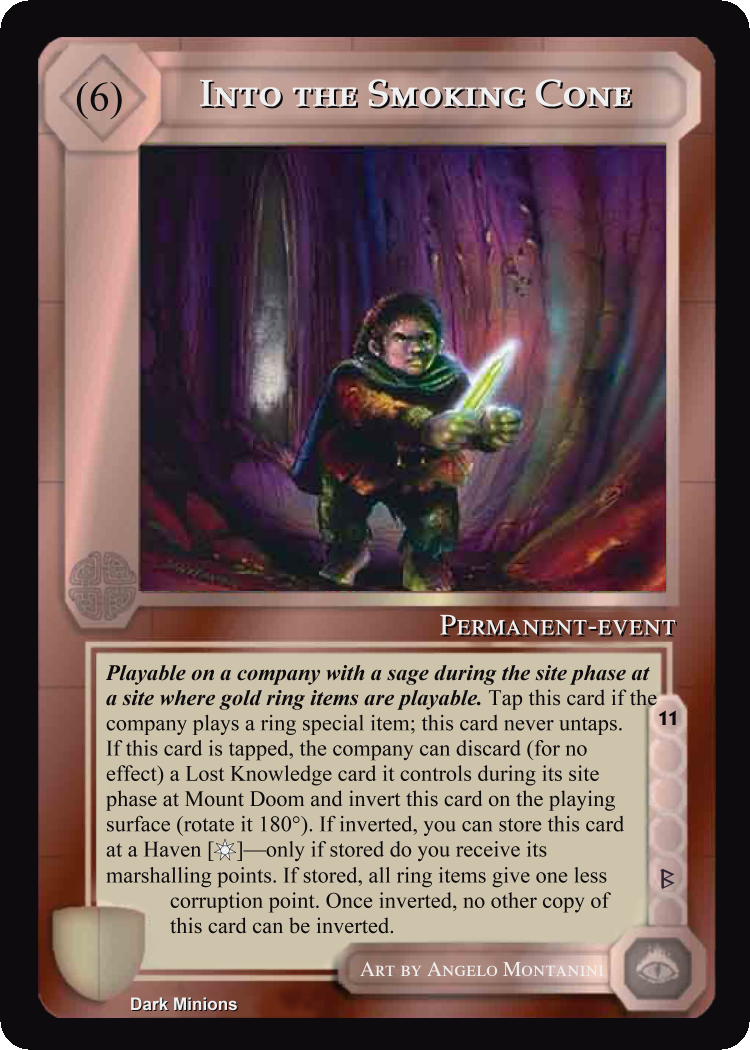 (6)
Into the Smoking Cone
Permanent-event
Playable on a company with a sage during the site phase at
a site where gold ring items are playable. Tap this card if the
company plays a ring special item; this card never untaps.
If this card is tapped, the company can discard (for no
effect) a Lost Knowledge card it controls during its site
phase at Mount Doom and invert this card on the playing
surface (rotate it 180°). If inverted, you can store this card
at a Haven []—only if stored do you receive its
marshalling points. If stored, all ring items give one less
corruption point. Once inverted, no other copy of
this card can be inverted.
11
Art by Angelo Montanini
Dark Minions